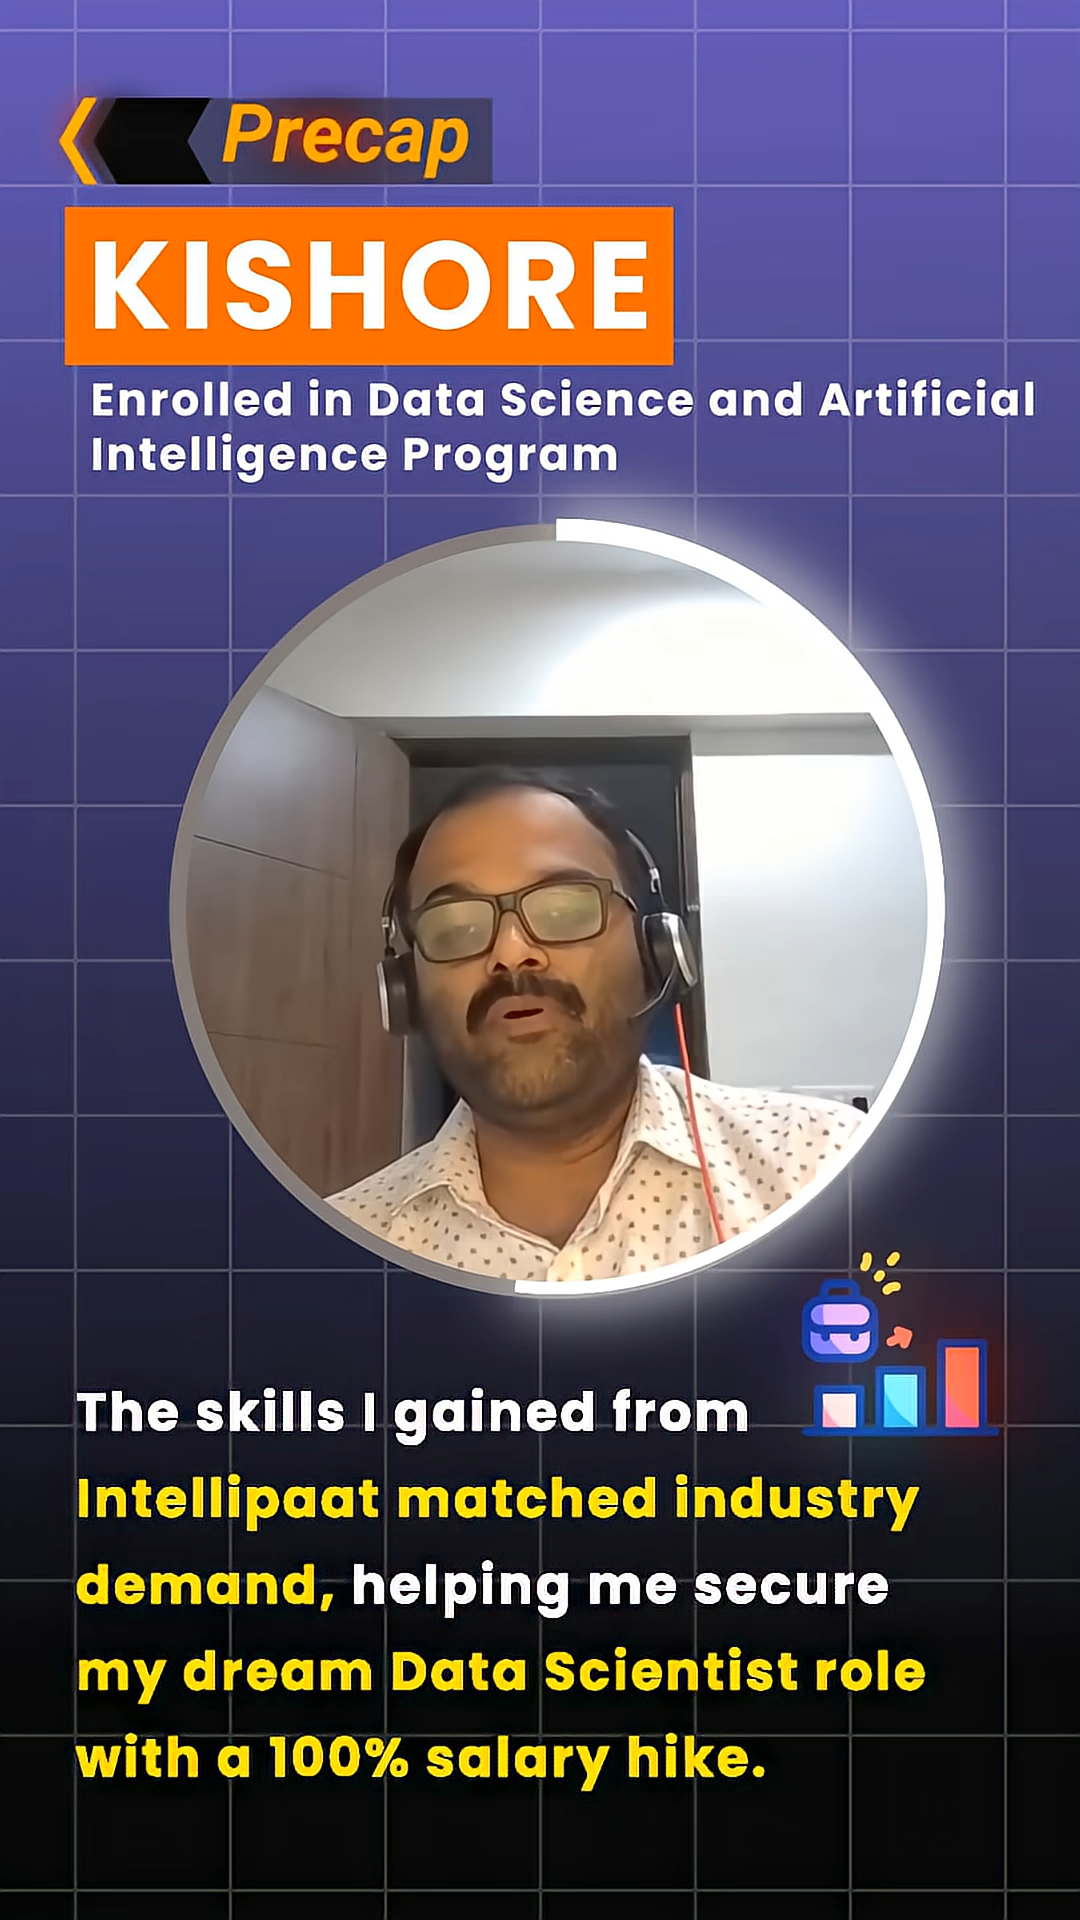 Precap
KISHORE
Enrolled in Data Science and Artificial
Intelligence Program
The skills I gained from
Intellipaat matched industry
demand, helping me secure
my dream Data Scientist role
with a 100% salary hike.